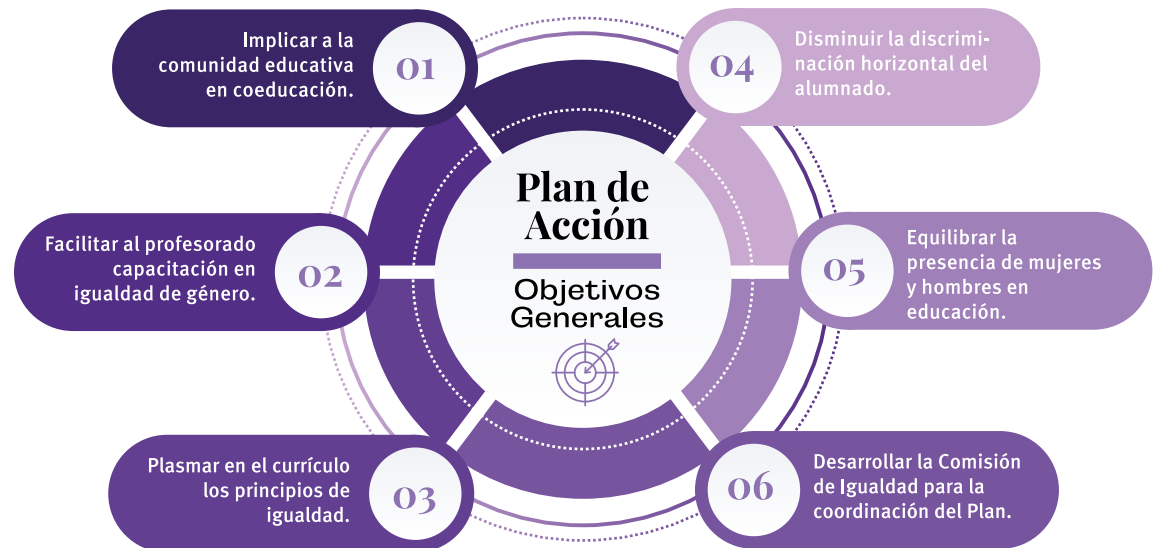 Plan de
Acción
Objetivos
Generales
01
Implicar a la
comunidad educativa
en coeducación.
02
Facilitar al profesorado
capacitación en
igualdad de género.
03
Plasmar en el currículo
los principios de
igualdad.
04
Disminuir la discrimi-
nación horizontal del
alumnado.
05
Equilibrar la
presencia de mujeres
y hombres en
educación.
06
Desarrollar la Comisión
de Igualdad para la
coordinación del Plan.